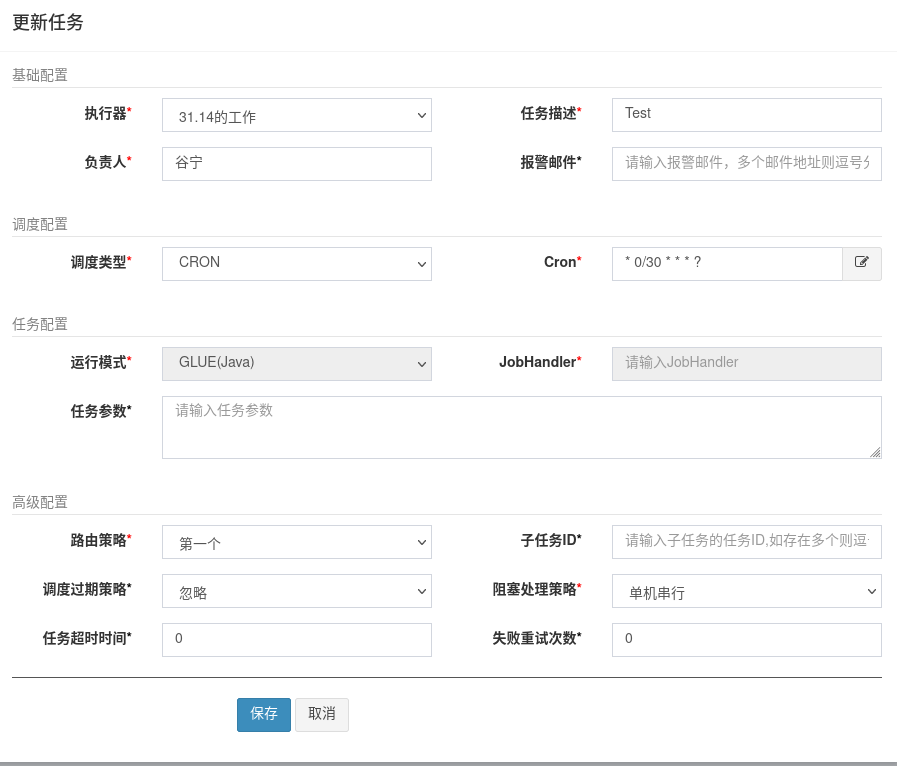 更新任务
基础配置
执行器* 31.14的工作 任务描述* Test
负责人* 谷宁 报警邮件* 请输入报警邮件，多个邮件地址则逗号分
调度配置
调度类型* CRON Cron* * 0/30 * * * ?
任务配置
运行模式* GLUE(Java) JobHandler* 请输入JobHandler
任务参数* 请输入任务参数
高级配置
路由策略* 第一个 子任务ID* 请输入子任务的任务ID,如存在多个则逗
调度过期策略* 忽略 阻塞处理策略* 单机串行
任务超时时间* 0 失败重试次数* 0
保存 取消